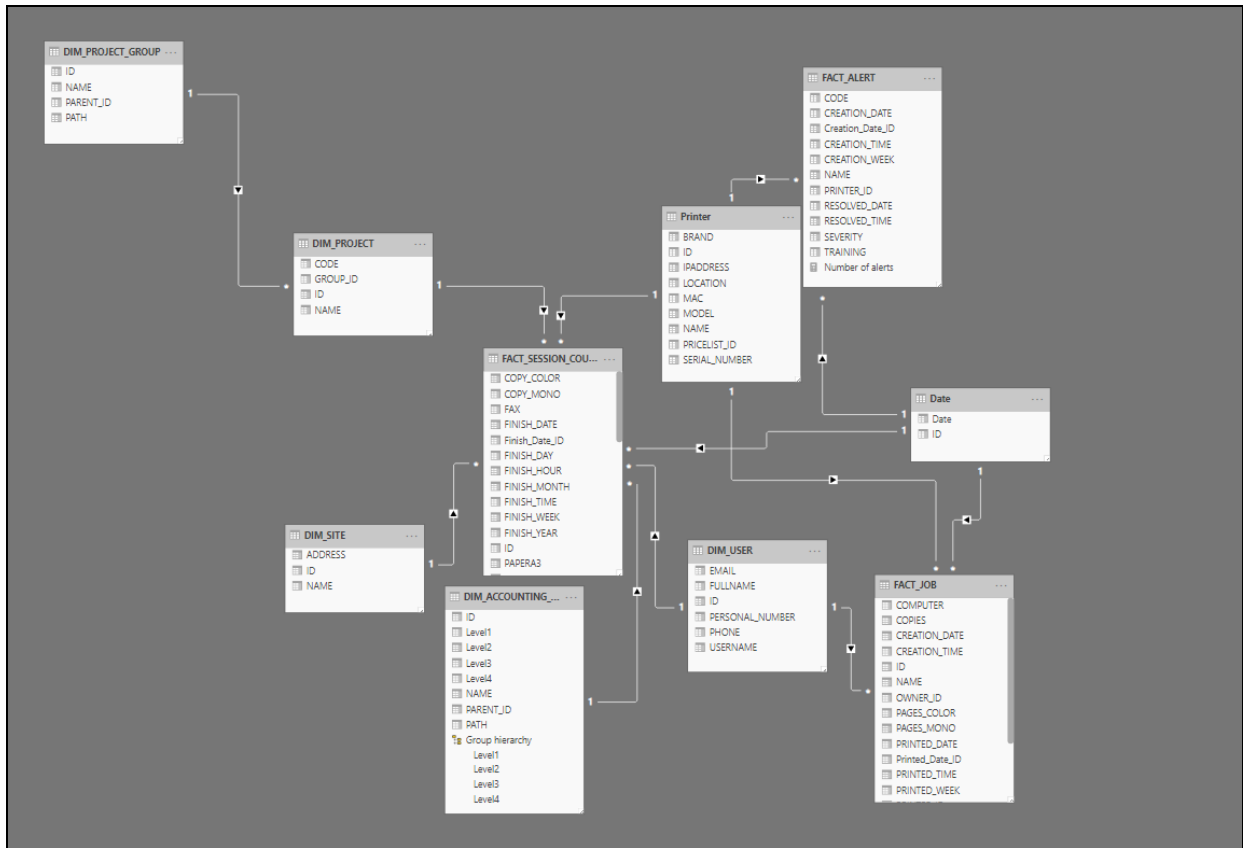 DIM_PROJECT_GROUP ...
ID
NAME
PARENT_ID
PATH
1
*
DIM_PROJECT ...
CODE
GROUP_ID
ID
NAME
1
*
FACT_ALERT ...
CODE
CREATION_DATE
Creation_Date_ID
CREATION_TIME
CREATION_WEEK
NAME
PRINTER_ID
RESOLVED_DATE
RESOLVED_TIME
SEVERITY
TRAINING
Number of alerts
*
*
Printer ...
BRAND
ID
IPADDRESS
LOCATION
MAC
MODEL
NAME
PRICELIST_ID
SERIAL_NUMBER
1
1
1
*
FACT_SESSION_COU... ...
COPY_COLOR
COPY_MONO
FAX
FINISH_DATE
Finish_Date_ID
FINISH_DAY
FINISH_HOUR
FINISH_MONTH
FINISH_TIME
FINISH_WEEK
FINISH_YEAR
ID
PAPERA3
*
*
*
*
Date ...
Date
ID
1
1
1
DIM_SITE ...
ADDRESS
ID
NAME
1
DIM_ACCOUNTING_... ...
ID
Level1
Level2
Level3
Level4
NAME
PARENT_ID
PATH
Group hierarchy
Level1
Level2
Level3
Level4
1
DIM_USER ...
EMAIL
FULLNAME
ID
PERSONAL_NUMBER
PHONE
USERNAME
1
1
FACT_JOB ...
COMPUTER
COPIES
CREATION_DATE
CREATION_TIME
ID
NAME
OWNER_ID
PAGES_COLOR
PAGES_MONO
PRINTED_DATE
Printed_Date_ID
PRINTED_TIME
PRINTED_WEEK
*
*
*